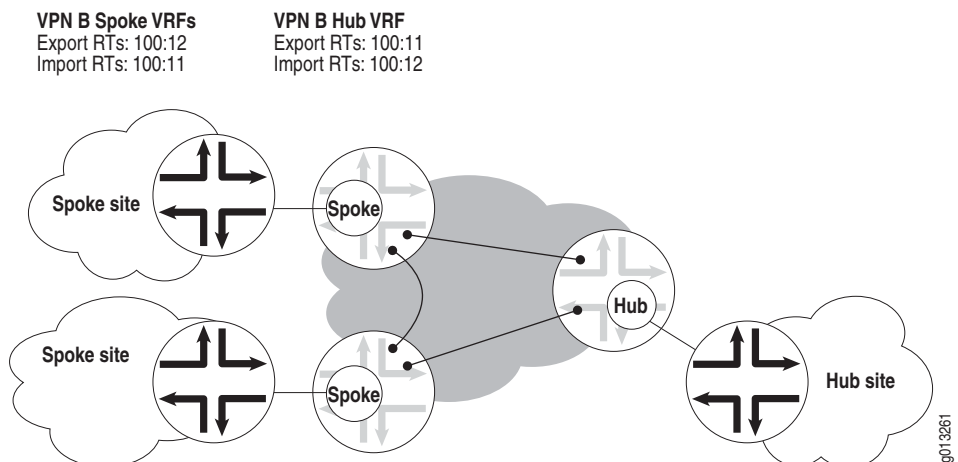 VPN B Spoke VRFs
Export RTs: 100:12
Import RTs: 100:11
VPN B Hub VRF
Export RTs: 100:11
Import RTs: 100:12
Spoke site
Spoke
Hub
Spoke site
Spoke
Hub site
g013261